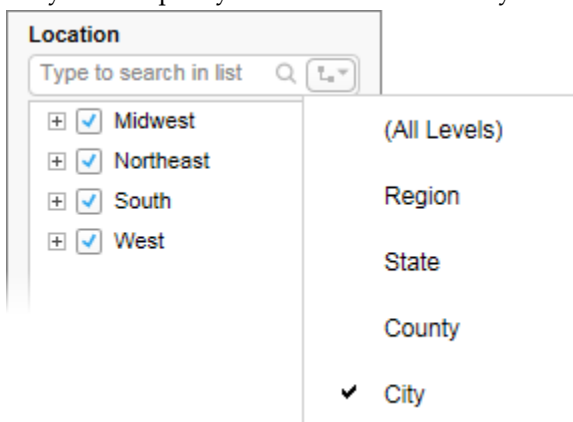 Location
Type to search in list
Midwest
Northeast
South
West
(All Levels)
Region
State
County
City